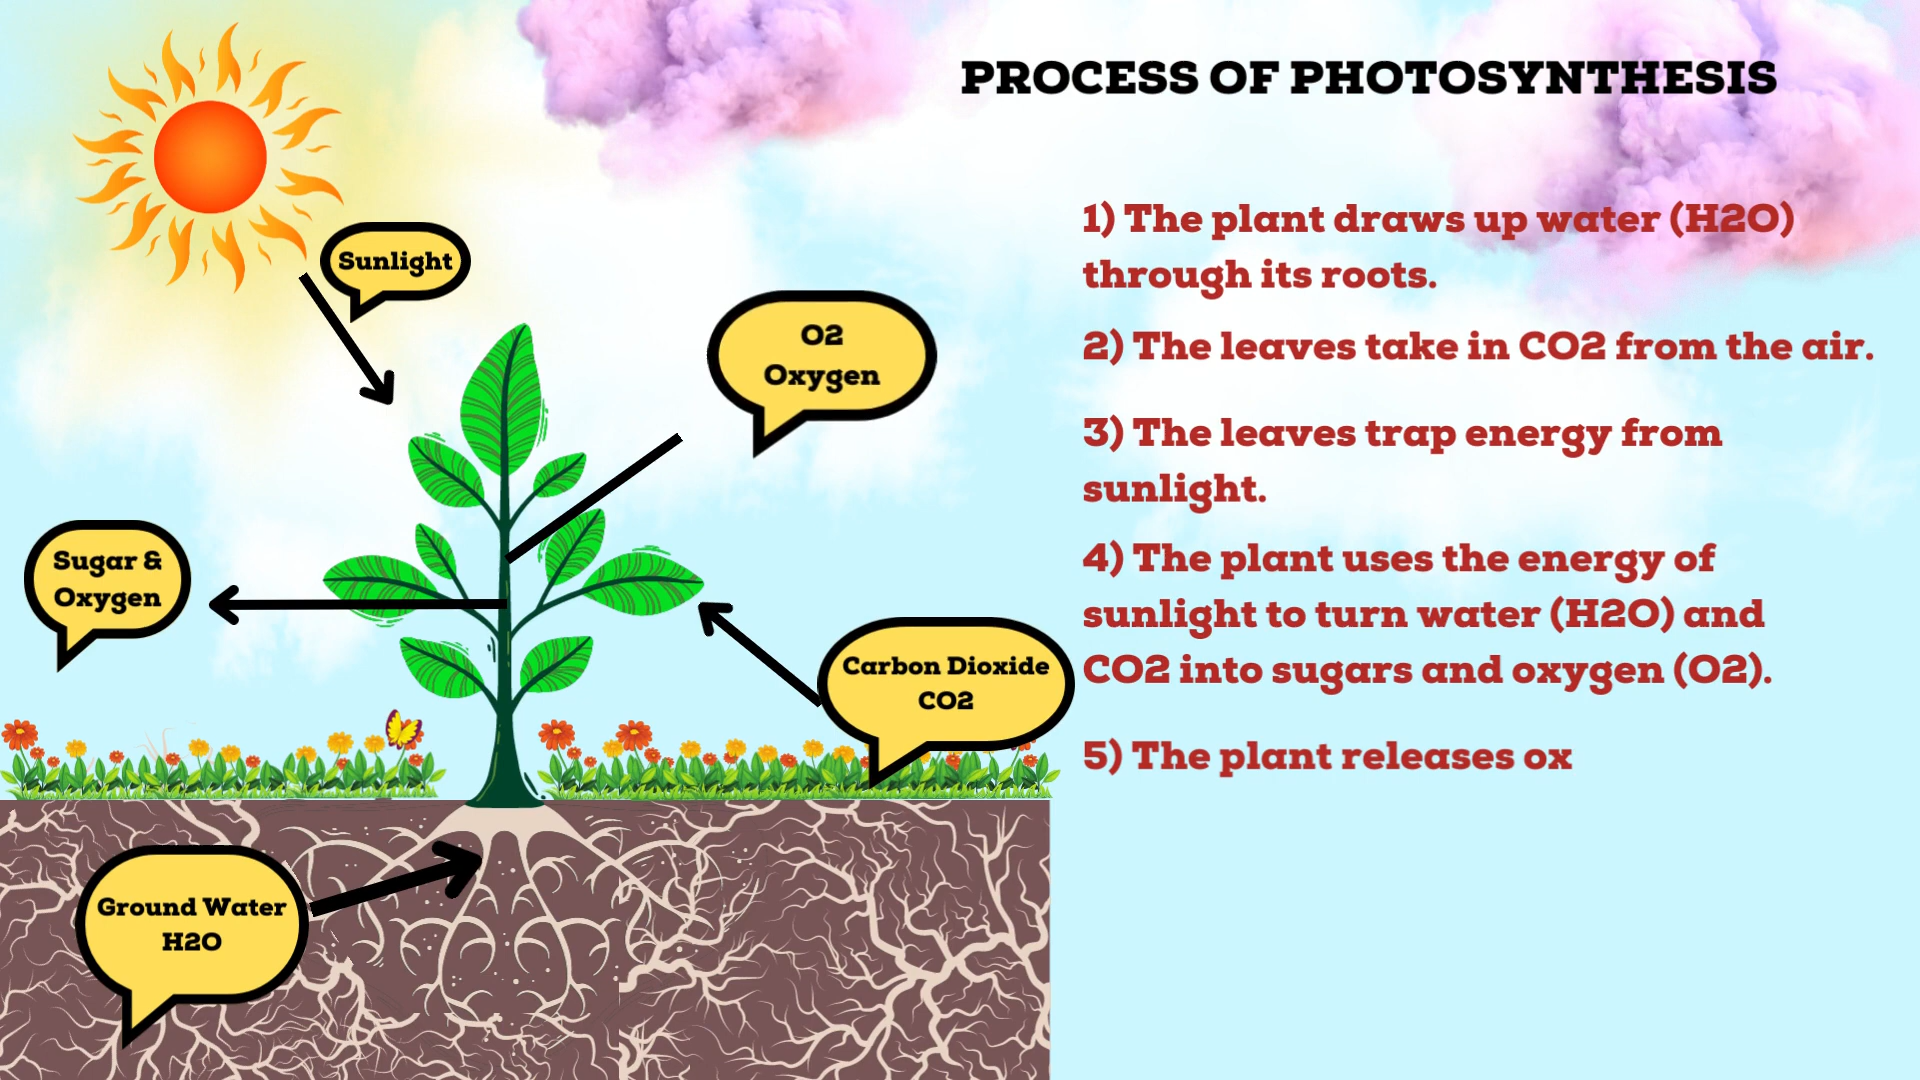 PROCESS OF PHOTOSYNTHESIS
Sunlight
O2
Oxygen
Sugar &
Oxygen
Carbon Dioxide
CO2
Ground Water
H2O
1) The plant draws up water (H2O)
through its roots.
2) The leaves take in CO2 from the air.
3) The leaves trap energy from
sunlight.
4) The plant uses the energy of
sunlight to turn water (H2O) and
CO2 into sugars and oxygen (O2).
5) The plant releases ox